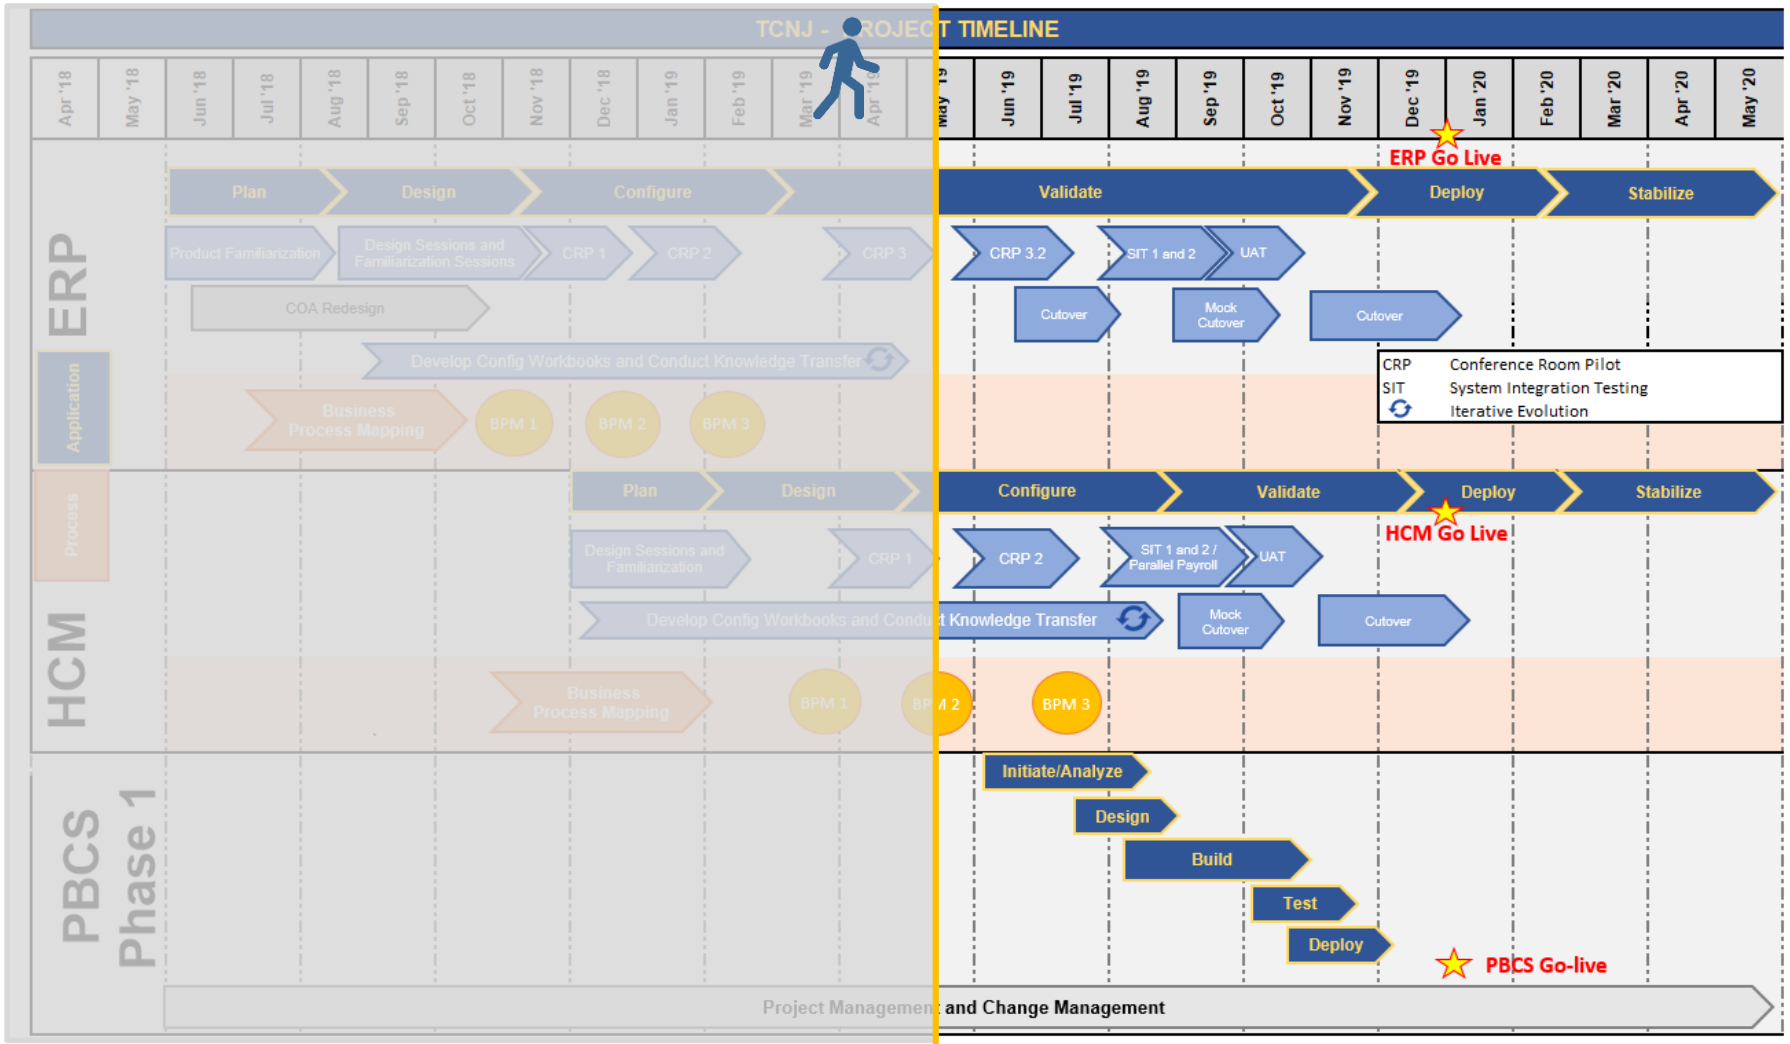 TCNJ - ROJECT TIMELINE
Apr '18
May '18
Jun '18
Jul '18
Aug '18
Sep '18
Oct '18
Nov '18
Dec '18
Jan '19
Feb '19
Mar '19
Apr '19
May '19
Jun '19
Jul '19
Aug '19
Sep '19
Oct '19
Nov '19
Dec '19
Jan '20
Feb '20
Mar '20
Apr '20
May '20
ERP Go Live
ERP
Plan
Design
Configure
Validate
Deploy
Stabilize
Product Familiarization
Design Sessions and
Familiarization Sessions
CRP 1
CRP 2
CRP 3
CRP 3.2
SIT 1 and 2
UAT
COA Redesign
Cutover
Mock
Cutover
Cutover
Develop Config Workbooks and Conduct Knowledge Transfer
CRP Conference Room Pilot
SIT System Integration Testing
Iterative Evolution
Application
Business
Process Mapping
BPM 1
BPM 2
BPM 3
Process
HCM
Plan
Design
Configure
Validate
Deploy
Stabilize
HCM Go Live
Design Sessions and
Familiarization
CRP 1
CRP 2
SIT 1 and 2 /
Parallel Payroll
UAT
Develop Config Workbooks and Conduct Knowledge Transfer
Mock
Cutover
Cutover
Business
Process Mapping
BPM 1
BPM 2
BPM 3
PBCS
Phase 1
Initiate/Analyze
Design
Build
Test
Deploy
PBCS Go-live
Project Management and Change Management